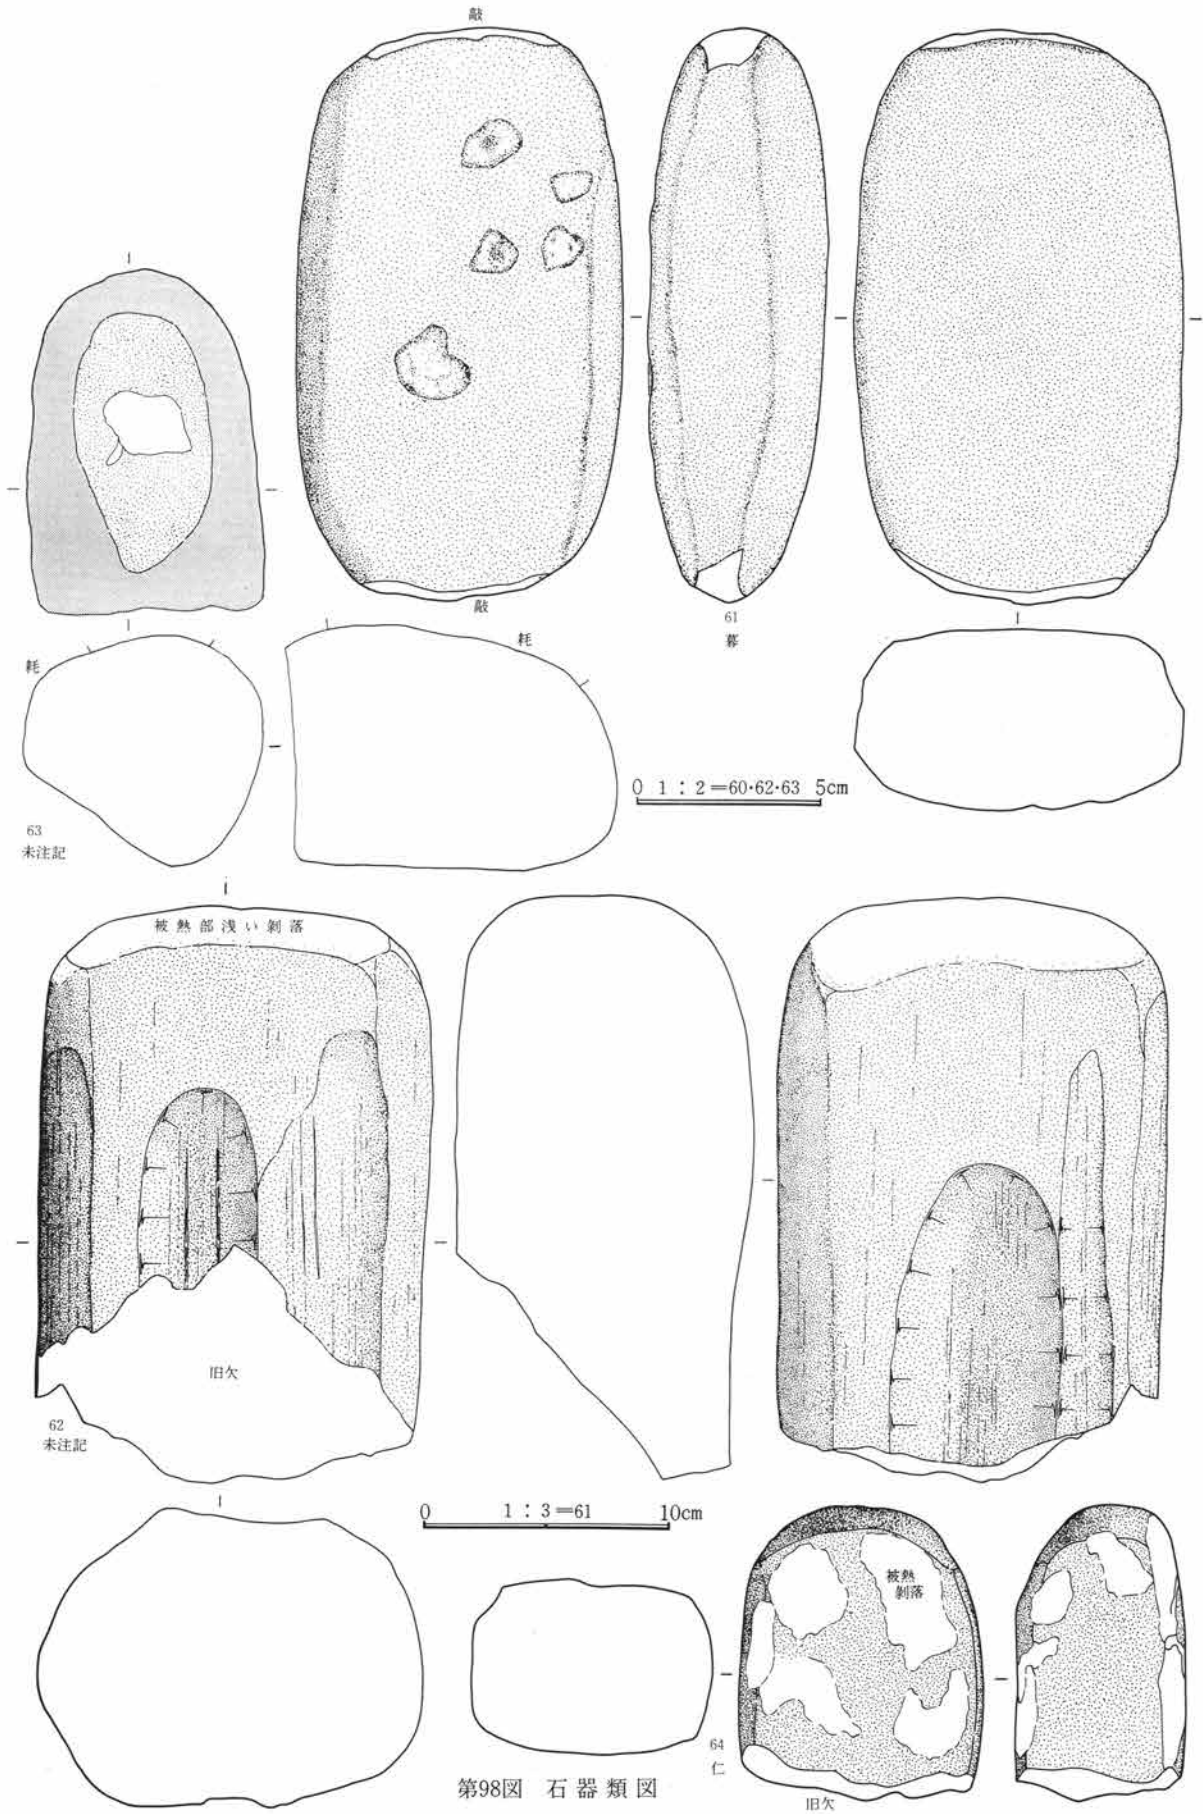 敲
敲
61
暮
耗
耗
63
未注記
0 1:2=60・62・63 5cm
被熱部浅い剝落
旧欠
62
未注記
0 1:3=61 10cm
被熱
剝落
64
仁
旧欠
第98図 石器類図